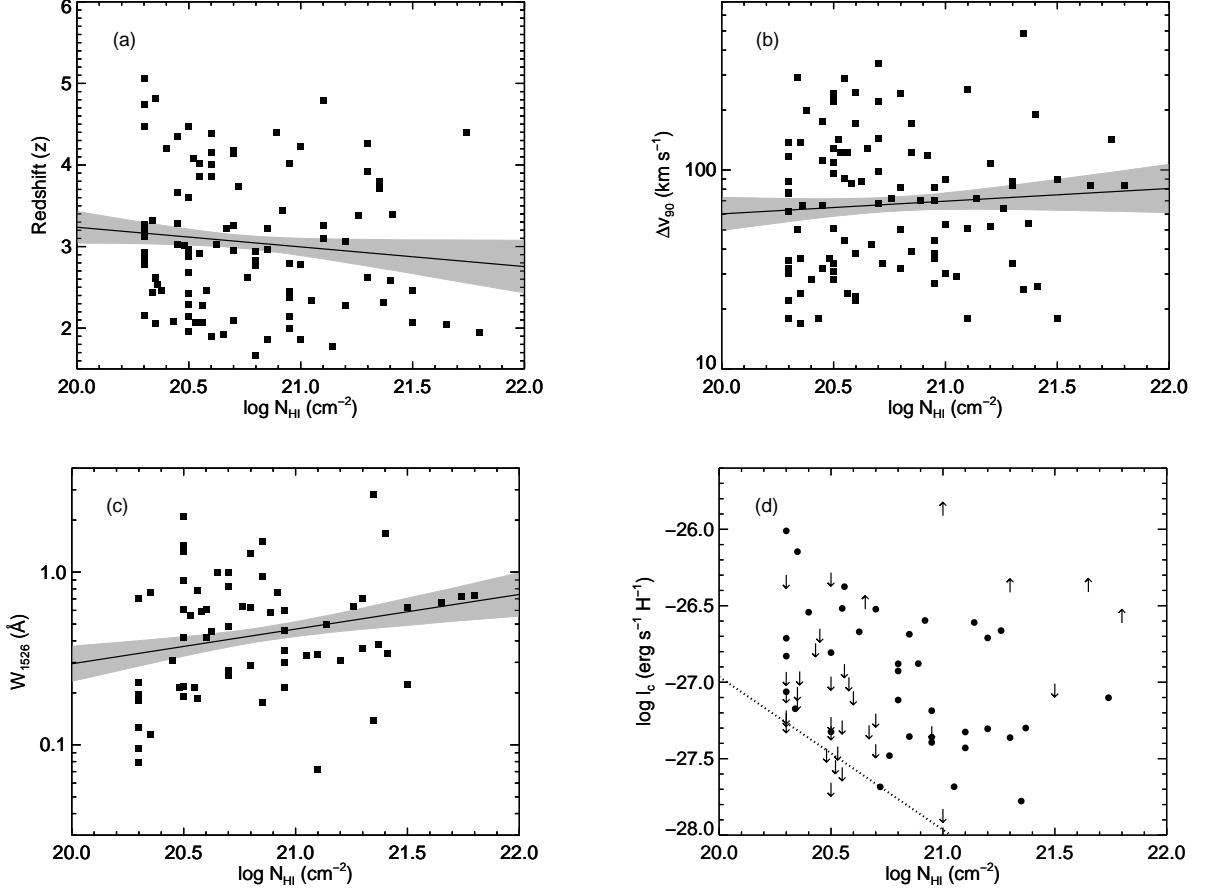 (a)
6
5
4
3
2
Redshift (z)
20.0 20.5 21.0 21.5 22.0
log N_HI (cm⁻²)
(b)
100
10
Δv₉₀ (km s⁻¹)
20.0 20.5 21.0 21.5 22.0
log N_HI (cm⁻²)
(c)
1.0
0.1
W₁₅₂₆ (Å)
20.0 20.5 21.0 21.5 22.0
log N_HI (cm⁻²)
(d)
−26.0
−26.5
−27.0
−27.5
−28.0
log l_c (erg s⁻¹ H⁻¹)
20.0 20.5 21.0 21.5 22.0
log N_HI (cm⁻²)